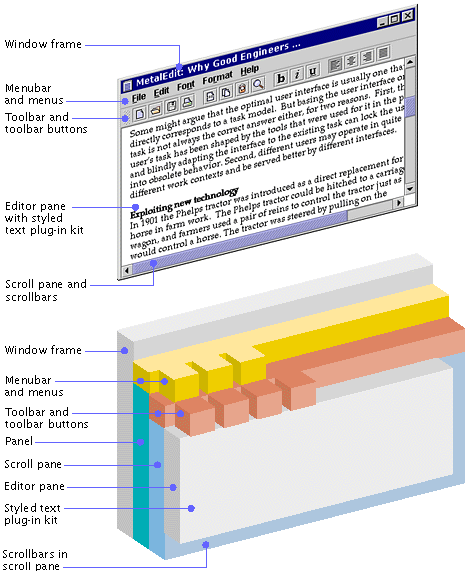 Window frame
MetalEdit: Why Good Engineers ...
Menubar
and menus
File Edit Font Format Help
Toolbar and
toolbar buttons
b i u
Some might argue that the optimal user interface is usually one that
directly corresponds to a task model. But basing the user interface on
task is not always the correct answer either, for two reasons. First, th
user's task has been shaped by the tools that were used for it in the p
and blindly adapting the interface to the existing task can lock the us
into obsolete behavior. Second, different users may operate in quite
different work contexts and be served better by different interfaces.
Editor pane
with styled
text plug-in kit
Exploiting new technology
In 1901 the Phelps tractor was introduced as a direct replacement for
horse in farm work. The Phelps tractor could be hitched to a carriag
wagon, and farmers used a pair of reins to control the tractor just as
would control a horse. The tractor was steered by pulling on the
Scroll pane and
scrollbars
Window frame
Menubar
and menus
Toolbar and
toolbar buttons
Panel
Scroll pane
Editor pane
Styled text
plug-in kit
Scrollbars in
scroll pane